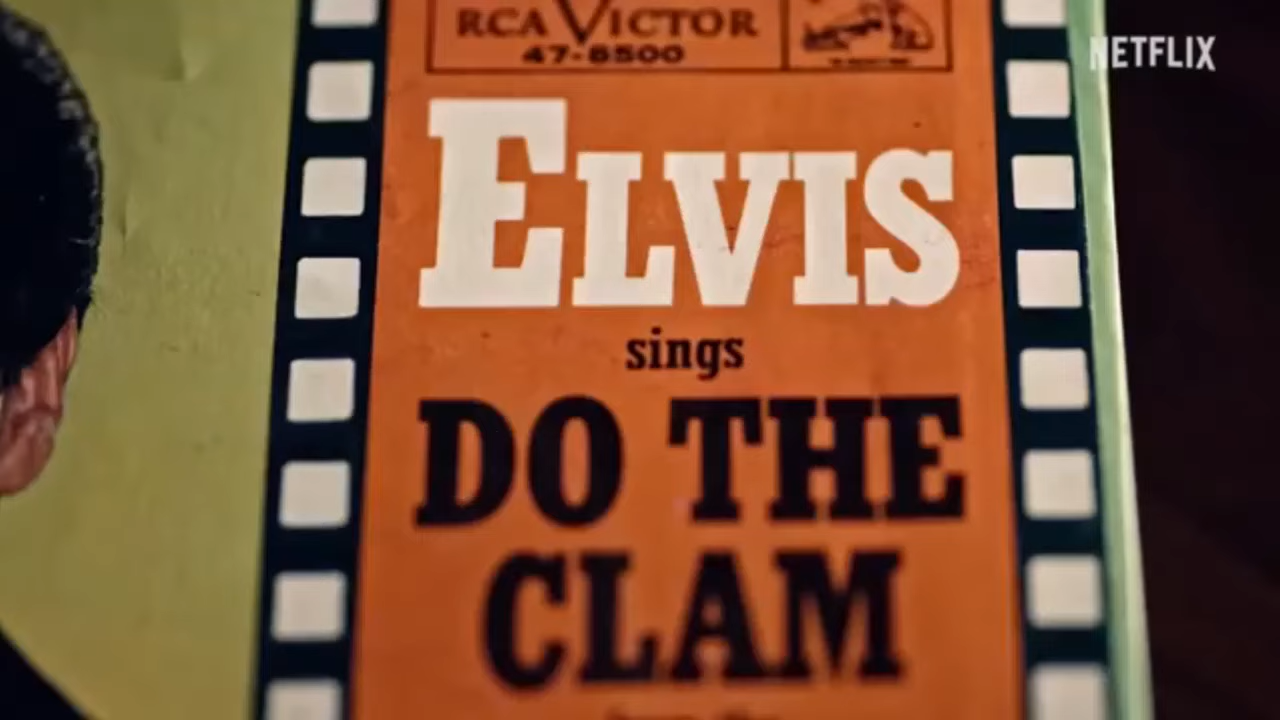 RCA VICTOR
47-8500
NETFLIX
ELVIS
sings
DO THE
CLAM